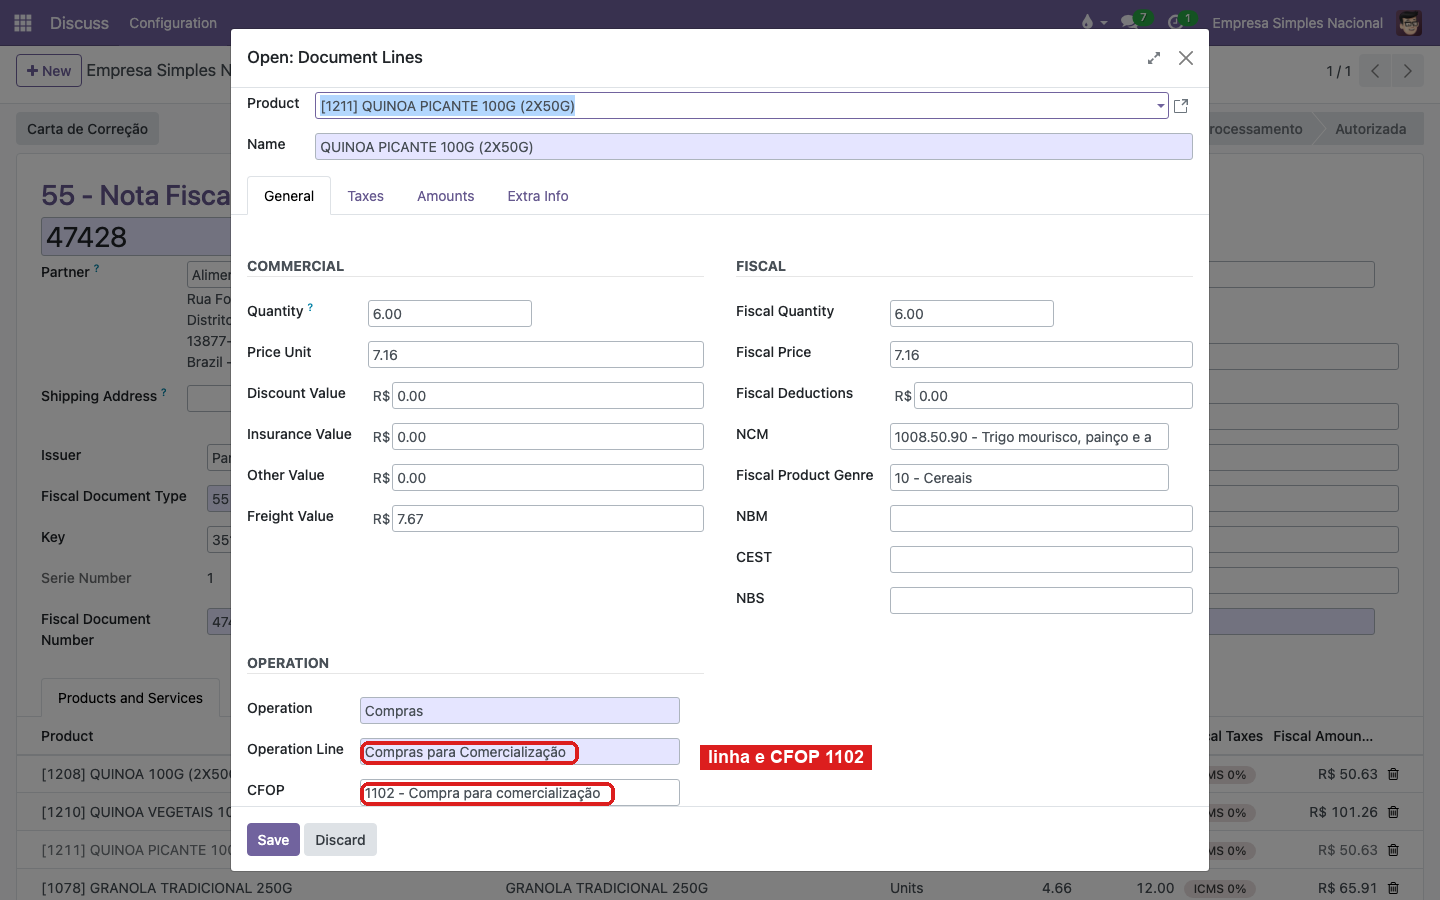 Discuss Configuration 7 1 Empresa Simples Nacional
New Empresa Simples N 1 / 1
Open: Document Lines
Carta de Correção rocessamento Autorizada
Product [1211] QUINOA PICANTE 100G (2X50G)
Name QUINOA PICANTE 100G (2X50G)
General Taxes Amounts Extra Info
55 - Nota Fisca
47428
Partner ? Alimer
Rua Fo
Distrito
13877-
Brazil -
Shipping Address ?
Issuer Par
Fiscal Document Type 55
Key 35
Serie Number 1
Fiscal Document Number 474
COMMERCIAL
Quantity ? 6.00
Price Unit 7.16
Discount Value R$ 0.00
Insurance Value R$ 0.00
Other Value R$ 0.00
Freight Value R$ 7.67
FISCAL
Fiscal Quantity 6.00
Fiscal Price 7.16
Fiscal Deductions R$ 0.00
NCM 1008.50.90 - Trigo mourisco, painço e a
Fiscal Product Genre 10 - Cereais
NBM
CEST
NBS
OPERATION
Operation Compras
Operation Line Compras para Comercialização
linha e CFOP 1102
CFOP 1102 - Compra para comercialização
Save Discard
Products and Services
Product al Taxes Fiscal Amoun...
[1208] QUINOA 100G (2X50G MS 0% R$ 50.63
[1210] QUINOA VEGETAIS 10 MS 0% R$ 101.26
[1211] QUINOA PICANTE 100 MS 0% R$ 50.63
[1078] GRANOLA TRADICIONAL 250G GRANOLA TRADICIONAL 250G Units 4.66 12.00 ICMS 0% R$ 65.91